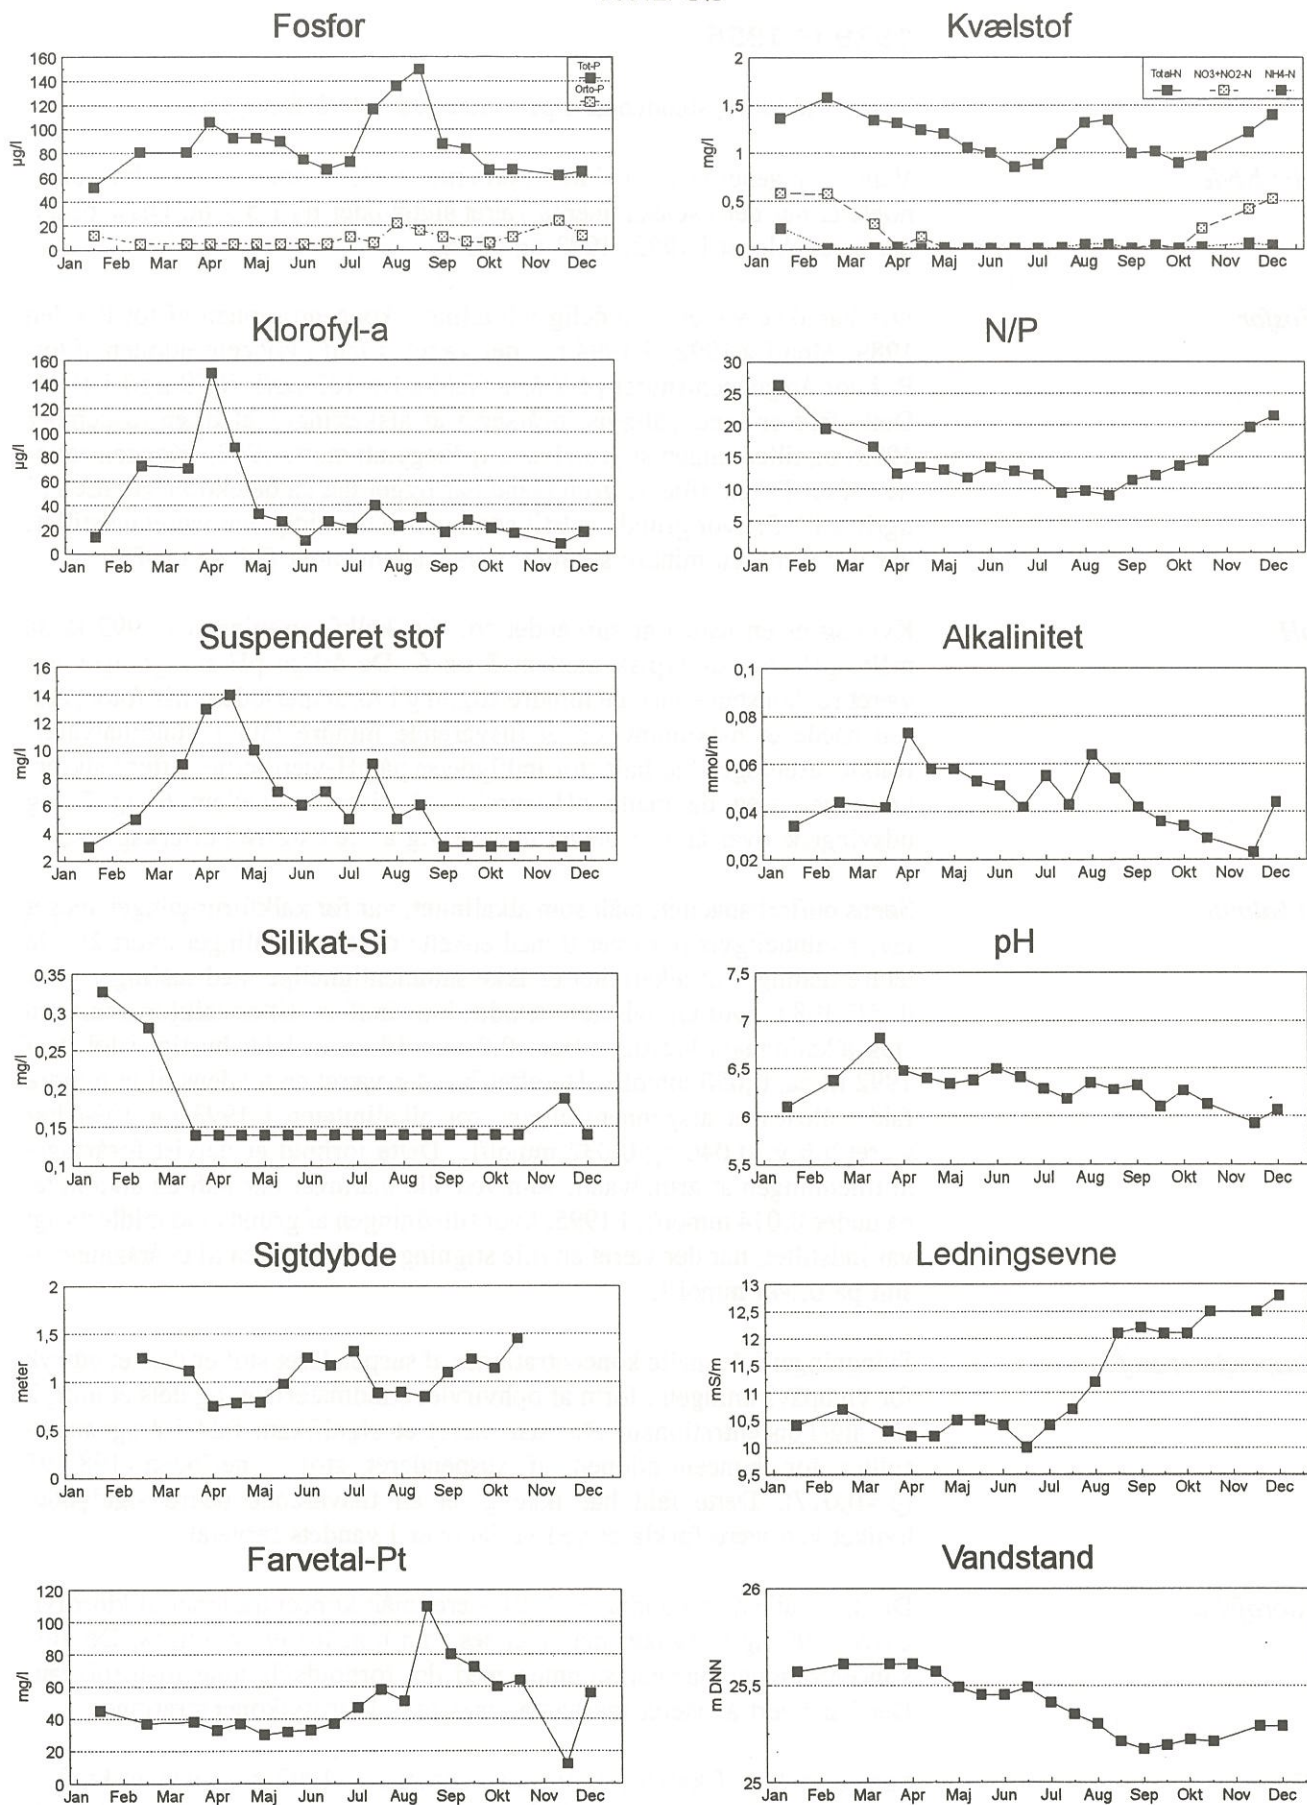 Fosfor
µg/l
160
140
120
100
80
60
40
20
0
Tot-P
Orto-P
Jan Feb Mar Apr Maj Jun Jul Aug Sep Okt Nov Dec
Kvælstof
mg/l
2
1,5
1
0,5
0
Total-N NO3+NO2-N NH4-N
Jan Feb Mar Apr Maj Jun Jul Aug Sep Okt Nov Dec
Klorofyl-a
µg/l
160
140
120
100
80
60
40
20
0
Jan Feb Mar Apr Maj Jun Jul Aug Sep Okt Nov Dec
N/P
30
25
20
15
10
5
0
Jan Feb Mar Apr Maj Jun Jul Aug Sep Okt Nov Dec
Suspenderet stof
mg/l
16
14
12
10
8
6
4
2
Jan Feb Mar Apr Maj Jun Jul Aug Sep Okt Nov Dec
Alkalinitet
mmol/m
0,1
0,08
0,06
0,04
0,02
Jan Feb Mar Apr Maj Jun Jul Aug Sep Okt Nov Dec
Silikat-Si
mg/l
0,35
0,3
0,25
0,2
0,15
0,1
Jan Feb Mar Apr Maj Jun Jul Aug Sep Okt Nov Dec
pH
7,5
7
6,5
6
5,5
Jan Feb Mar Apr Maj Jun Jul Aug Sep Okt Nov Dec
Sigtdybde
meter
2
1,5
1
0,5
0
Jan Feb Mar Apr Maj Jun Jul Aug Sep Okt Nov Dec
Ledningsevne
mS/m
13
12,5
12
11,5
11
10,5
10
9,5
Jan Feb Mar Apr Maj Jun Jul Aug Sep Okt Nov Dec
Farvetal-Pt
mg/l
120
100
80
60
40
20
0
Jan Feb Mar Apr Maj Jun Jul Aug Sep Okt Nov Dec
Vandstand
m DNN
26
25,5
25
Jan Feb Mar Apr Maj Jun Jul Aug Sep Okt Nov Dec